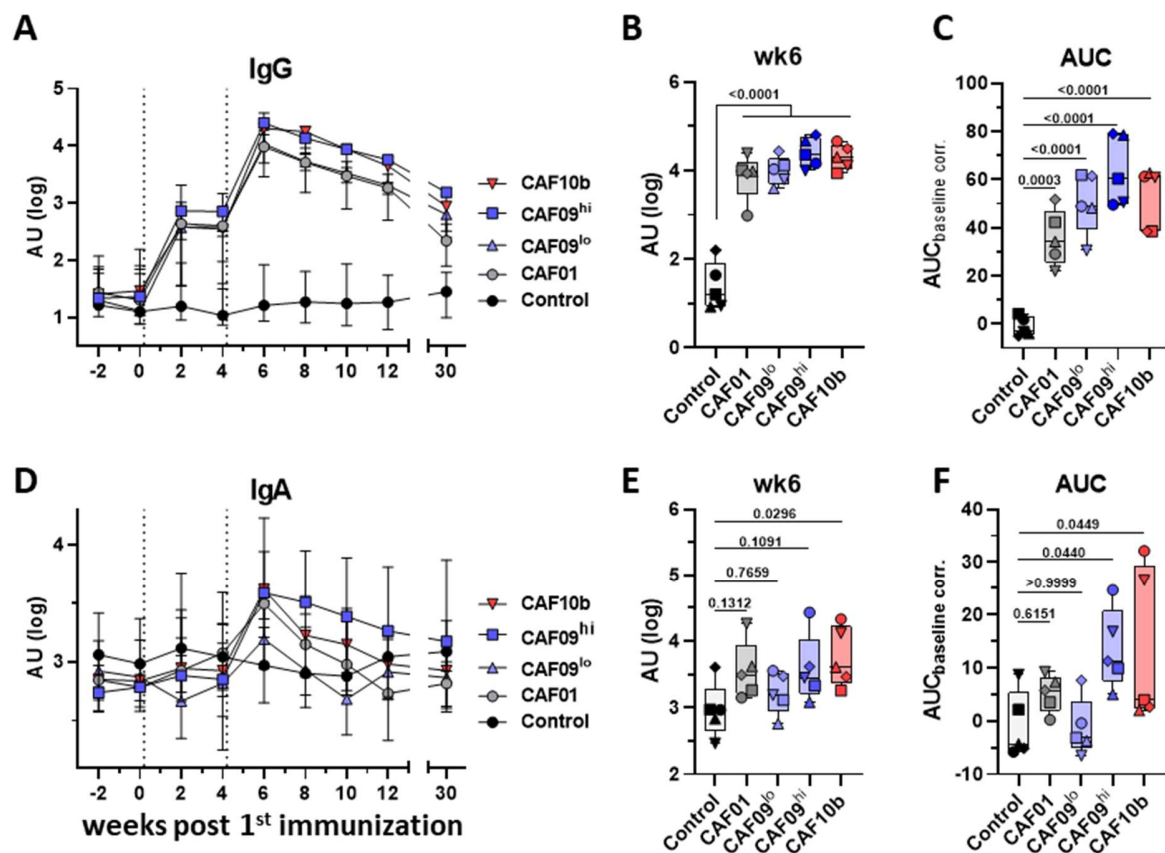 A
IgG
AU (log)
5
4
3
2
1
-2 0 2 4 6 8 10 12 30
CAF10b
CAF09hi
CAF09lo
CAF01
Control
B
wk6
AU (log)
6
4
2
0
<0.0001
Control CAF01 CAF09lo CAF09hi CAF10b
C
AUC
AUCbaseline corr.
100
80
60
40
20
0
<0.0001
<0.0001
<0.0001
0.0003
Control CAF01 CAF09lo CAF09hi CAF10b
D
IgA
AU (log)
4
3
-2 0 2 4 6 8 10 12 30
weeks post 1st immunization
CAF10b
CAF09hi
CAF09lo
CAF01
Control
E
wk6
AU (log)
6
5
4
3
2
0.0296
0.1091
0.7659
0.1312
Control CAF01 CAF09lo CAF09hi CAF10b
F
AUC
AUCbaseline corr.
40
30
20
10
0
-10
0.0449
0.0440
>0.9999
0.6151
Control CAF01 CAF09lo CAF09hi CAF10b